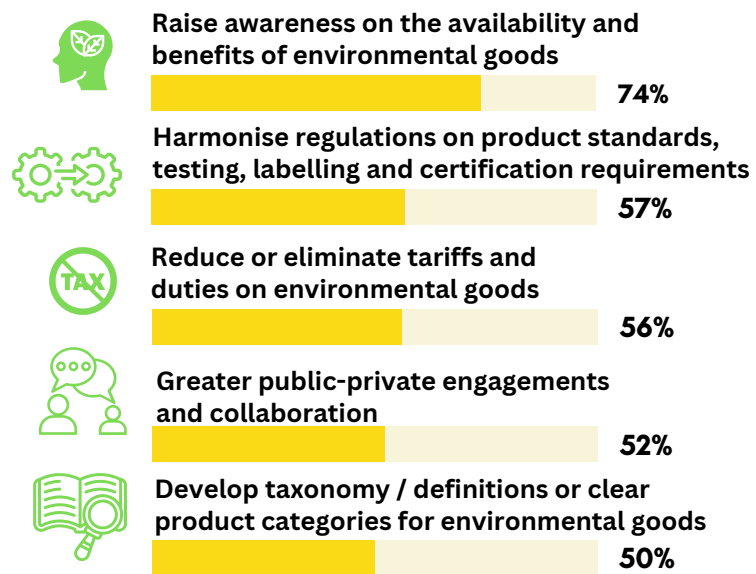 Raise awareness on the availability and
benefits of environmental goods
74%
Harmonise regulations on product standards,
testing, labelling and certification requirements
57%
TAX
Reduce or eliminate tariffs and
duties on environmental goods
56%
Greater public-private engagements
and collaboration
52%
Develop taxonomy / definitions or clear
product categories for environmental goods
50%